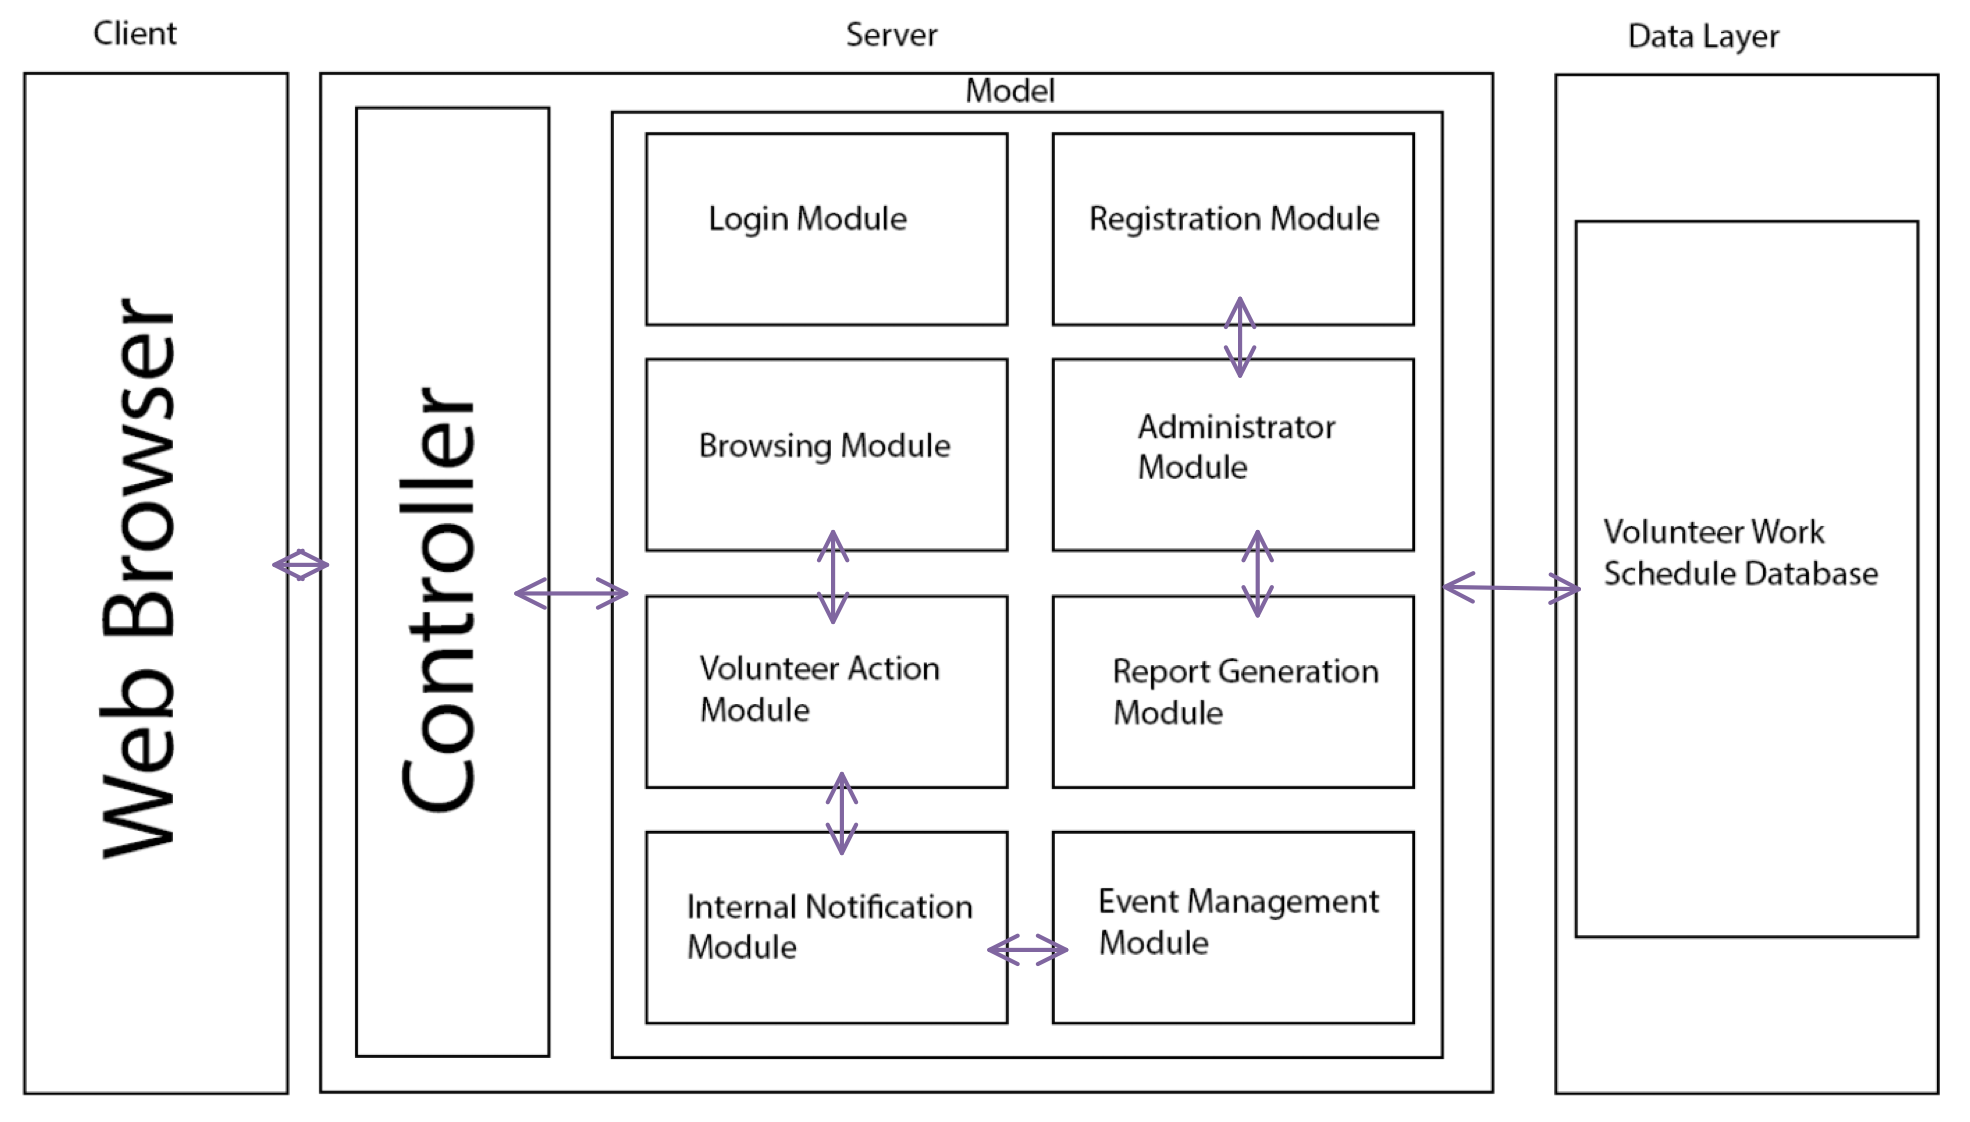 Client
Server
Data Layer
Web Browser
Controller
Model
Login Module
Registration Module
Browsing Module
Administrator
Module
Volunteer Action
Module
Report Generation
Module
Internal Notification
Module
Event Management
Module
Volunteer Work
Schedule Database